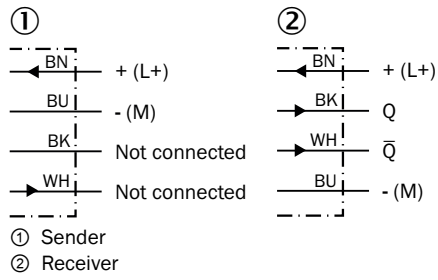 ①
BN + (L+)
BU - (M)
BK Not connected
WH Not connected
②
BN + (L+)
BK Q
WH Q̅
BU - (M)
① Sender
② Receiver